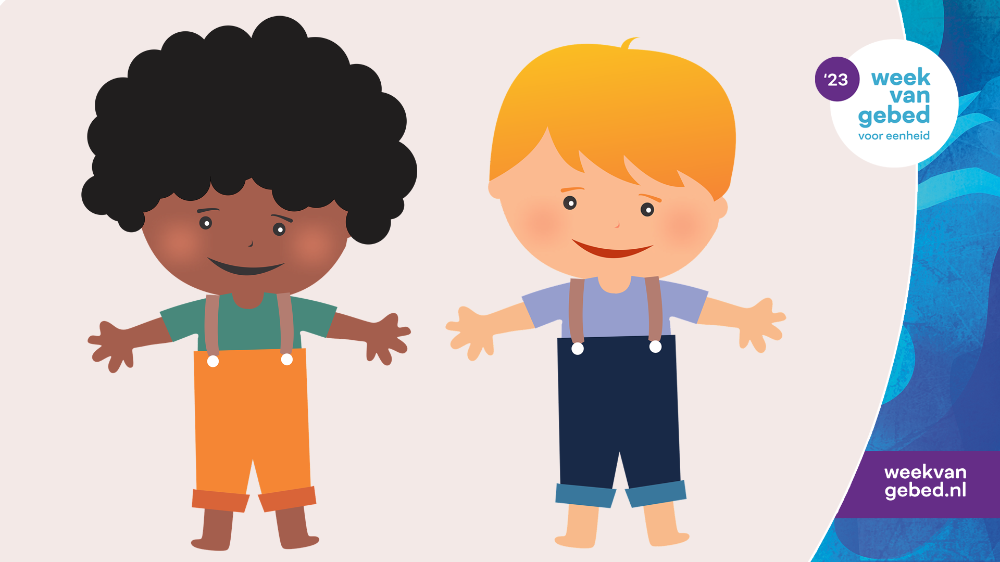 '23
week
van
gebed
voor eenheid
weekvan
gebed.nl